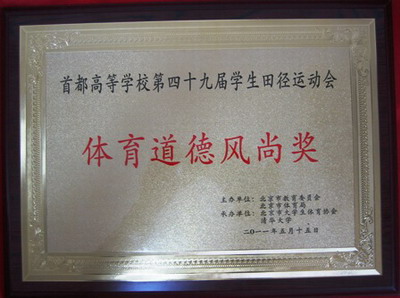 首都高等学校第四十九届学生田径运动会
体育道德风尚奖
主办单位：北京市教育委员会
北京市体育局
承办单位：北京市大学生体育协会
清华大学
二〇一一年五月十五日